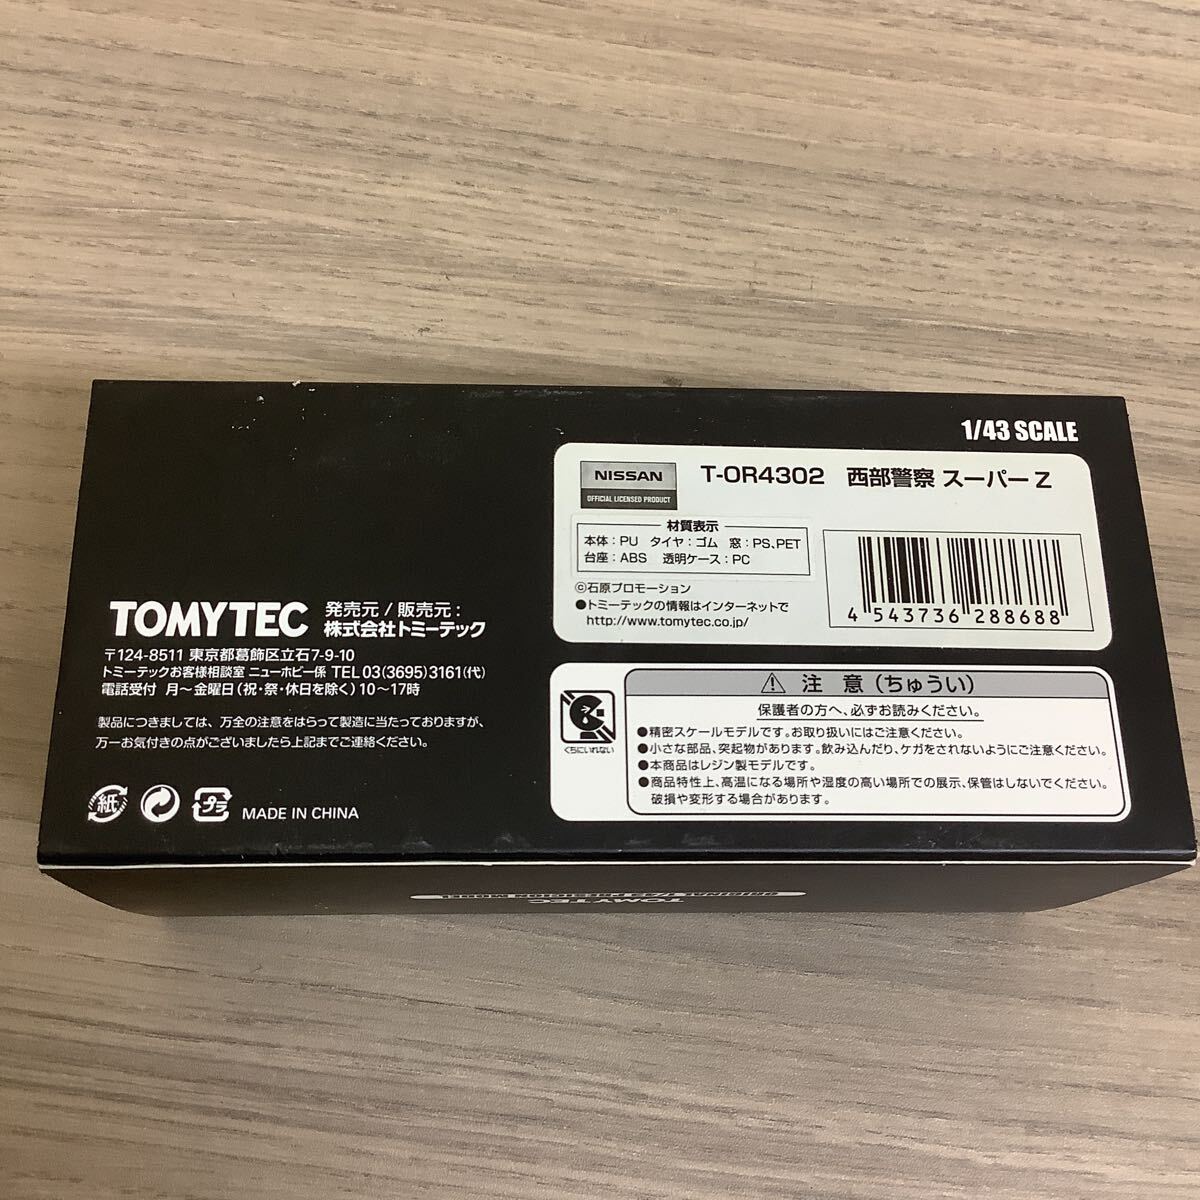 1/43 SCALE
NISSAN
OFFICIAL LICENSED PRODUCT
T-OR4302 西部警察 スーパーZ
材質表示
本体：PU タイヤ：ゴム 窓：PS、PET
台座：ABS 透明ケース：PC
©石原プロモーション
●トミーテックの情報はインターネットで
http://www.tomytec.co.jp/
4 543736 288688
TOMYTEC 発売元 / 販売元：
株式会社トミーテック
〒124-8511 東京都葛飾区立石7-9-10
トミーテックお客様相談室 ニューホビー係 TEL 03(3695)3161(代)
電話受付 月～金曜日(祝・祭・休日を除く)10～17時
製品につきましては、万全の注意をはらって製造に当たっておりますが、
万一お気付きの点がございましたら上記までご連絡ください。
紙
プラ
MADE IN CHINA
注 意（ちゅうい）
保護者の方へ、必ずお読みください。
くちにいれない
●精密スケールモデルです。お取り扱いにはご注意ください。
●小さな部品、突起物があります。飲み込んだり、ケガをされないようにご注意ください。
●本商品はレジン製モデルです。
●商品特性上、高温になる場所や湿度の高い場所での展示、保管はしないでください。
破損や変形する場合があります。
TOMYTEC
ORIGINAL 1/43 PRECISION MODEL